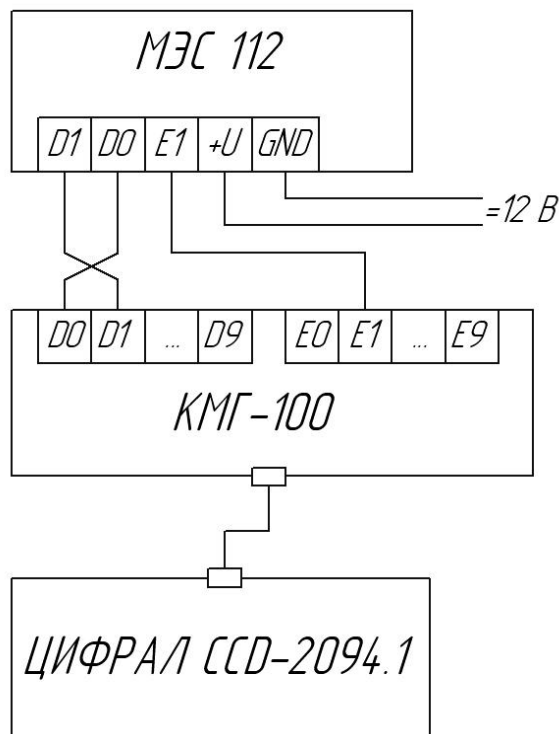 МЭС 112
D1 D0 E1 +U GND
=12 В
D0 D1 ... D9 E0 E1 ... E9
КМГ-100
ЦИФРАЛ CCD-2094.1